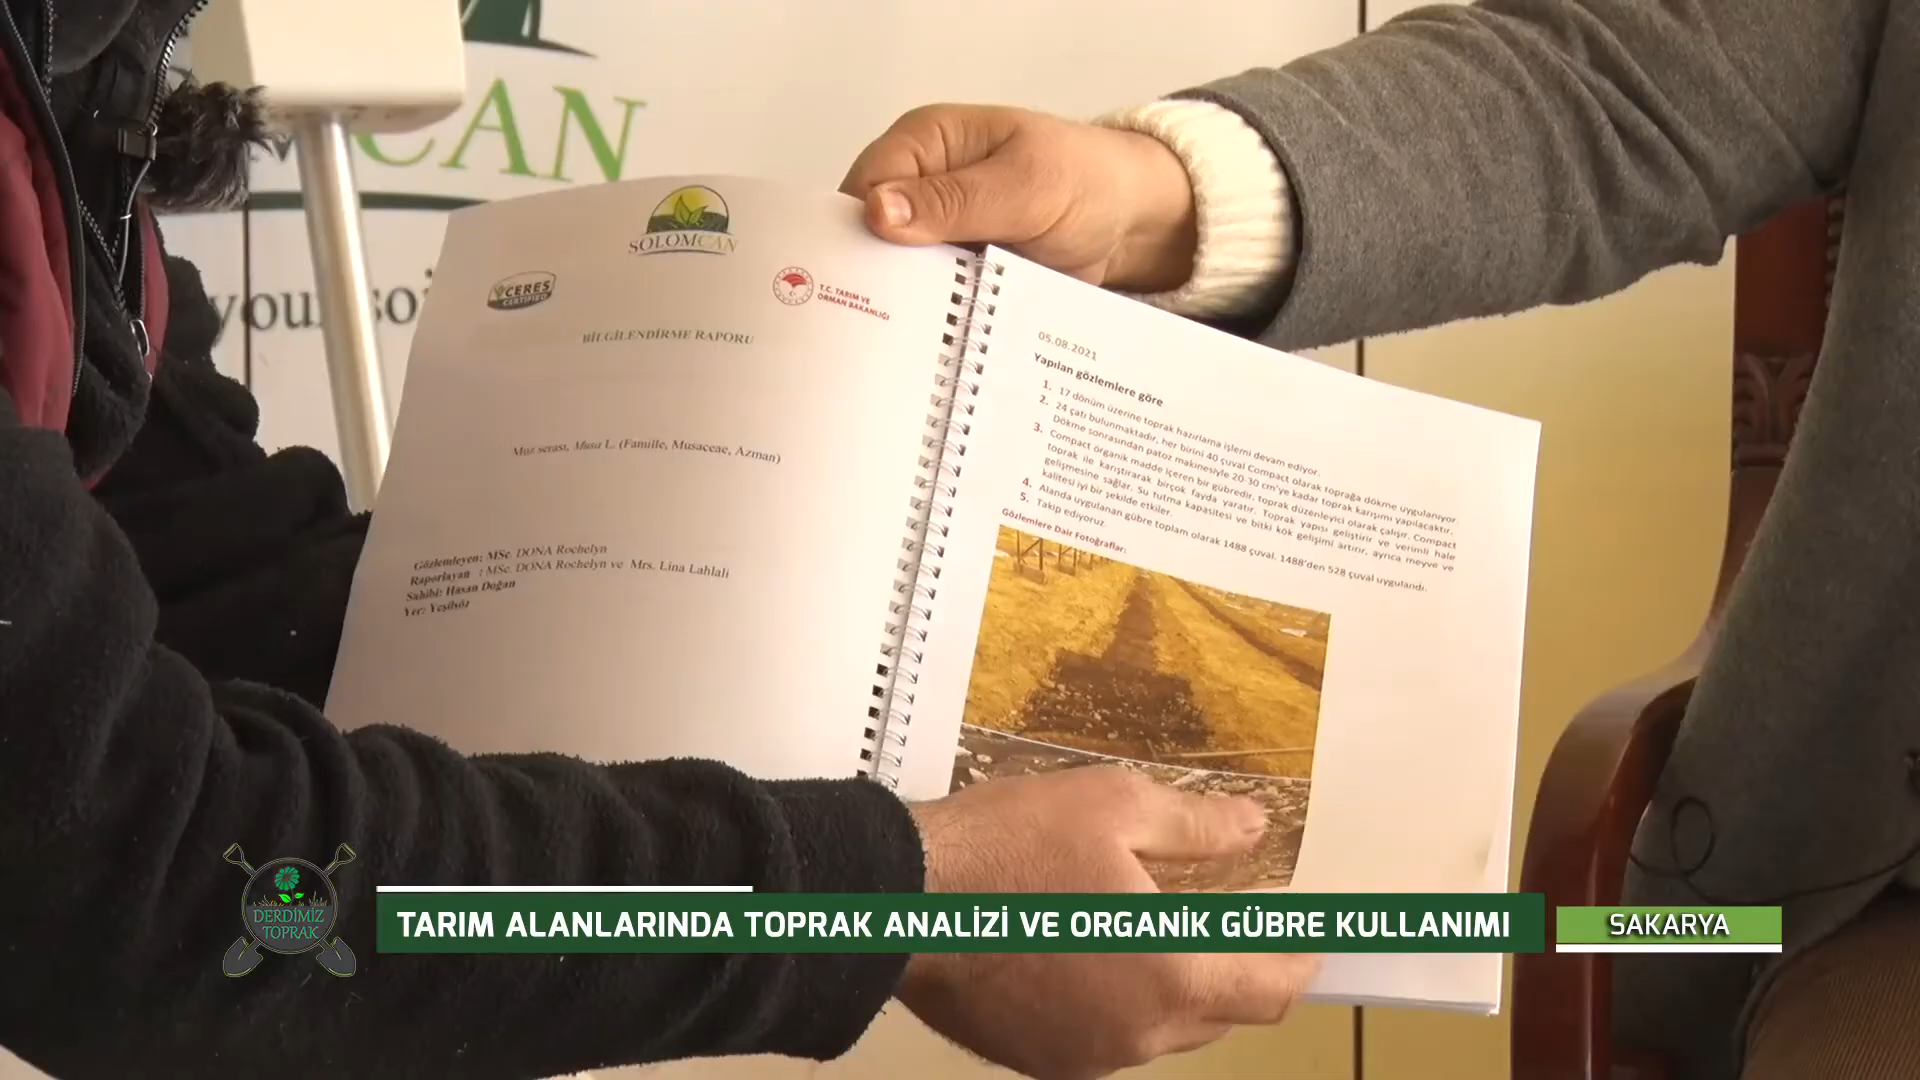 CAN
your soi
SOLOMCAN
CERES
CERTIFIED
T.C. TARIM VE
ORMAN BAKANLIĞI
BİLGİLENDİRME RAPORU
Muz serası, Musa L. (Famille, Musaceae, Azman)
Gözlemleyen: MSc. DONA Rochelyn
Raporlayan : MSc. DONA Rochelyn ve Mrs. Lina Lahlali
Sahibi: Hasan Doğan
Yer: Yeşilöz
05.08.2021
Yapılan gözlemlere göre
1. 17 dönüm üzerine toprak hazırlama işlemi devam ediyor.
2. 24 çatı bulunmaktadır, her birini 40 çuval Compact olarak toprağa dökme uygulanıyor.
Dökme sonrasından patoz makinesiyle 20-30 cm'ye kadar toprak karışımı yapılacaktır.
3. Compact organik madde içeren bir gübredir, toprak düzenleyici olarak çalışır. Compact
toprak ile karıştırarak birçok fayda yaratır. Toprak yapısı geliştirir ve verimli hale
gelişmesine sağlar. Su tutma kapasitesi ve bitki kök gelişimi artırır, ayrıca meyve ve
kalitesi iyi bir şekilde etkiler.
4. Alanda uygulanan gübre toplam olarak 1488 çuval. 1488'den 528 çuval uygulandı.
5. Takip ediyoruz.
Gözlemlere Dair Fotoğraflar:
DERDİMİZ
TOPRAK
TARIM ALANLARINDA TOPRAK ANALİZİ VE ORGANİK GÜBRE KULLANIMI
SAKARYA